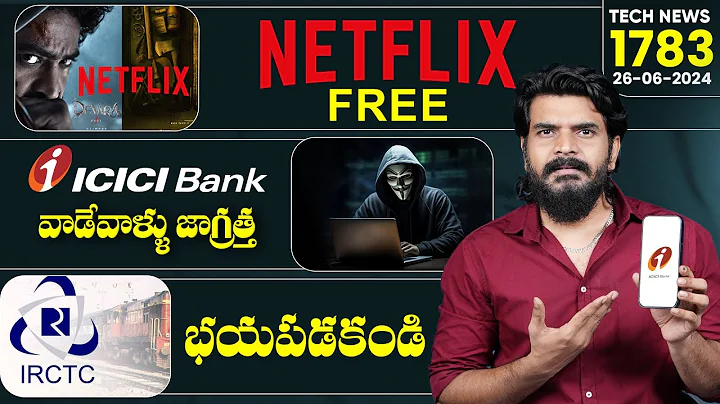 NETFLIX
NETFLIX
FREE
TECH NEWS
1783
26-06-2024
ICICI Bank
వాడేవాళ్ళు జాగ్రత్త
ICICI Bank
IRCTC
భయపడకండి